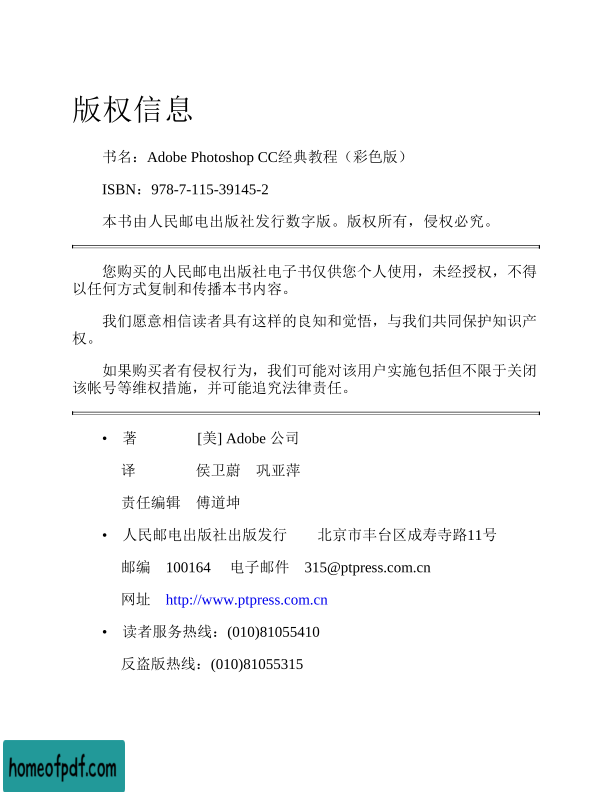 版权信息
书名：Adobe Photoshop CC经典教程（彩色版）
ISBN：978-7-115-39145-2
本书由人民邮电出版社发行数字版。版权所有，侵权必究。
您购买的人民邮电出版社电子书仅供您个人使用，未经授权，不得
以任何方式复制和传播本书内容。
我们愿意相信读者具有这样的良知和觉悟，与我们共同保护知识产
权。
如果购买者有侵权行为，我们可能对该用户实施包括但不限于关闭
该帐号等维权措施，并可能追究法律责任。
• 著 [美] Adobe 公司
译 侯卫蔚 巩亚萍
责任编辑 傅道坤
• 人民邮电出版社出版发行 北京市丰台区成寿寺路11号
邮编 100164 电子邮件 315@ptpress.com.cn
网址 http://www.ptpress.com.cn
• 读者服务热线：(010)81055410
反盗版热线：(010)81055315
homeofpdf.com